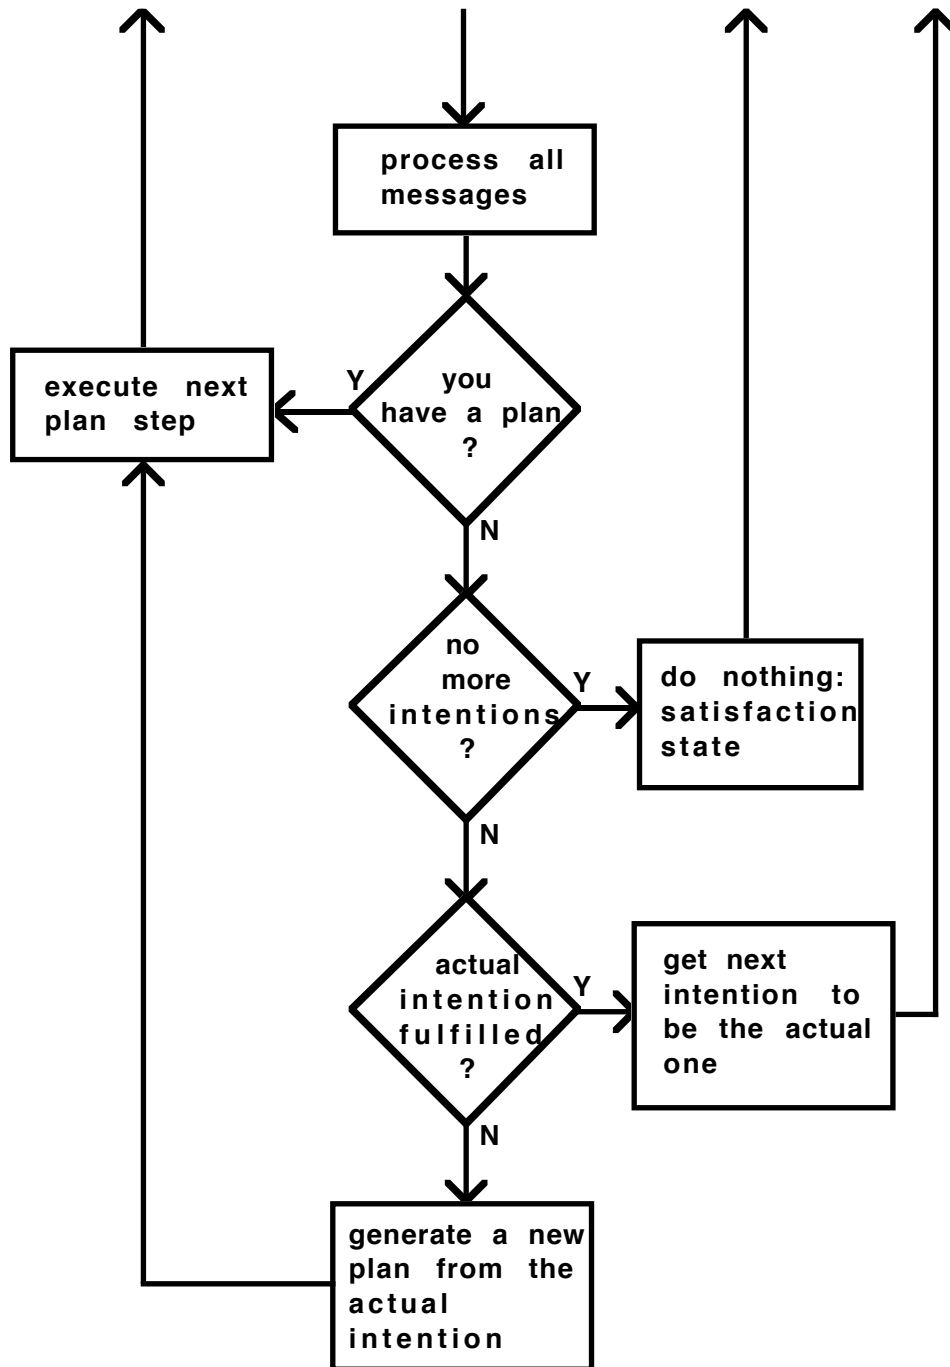 process all
messages
execute next
plan step
Y
you
have a plan
?
N
no
more
intentions
?
Y
do nothing:
satisfaction
state
N
actual
intention
fulfilled
?
Y
get next
intention to
be the actual
one
N
generate a new
plan from the
actual
intention